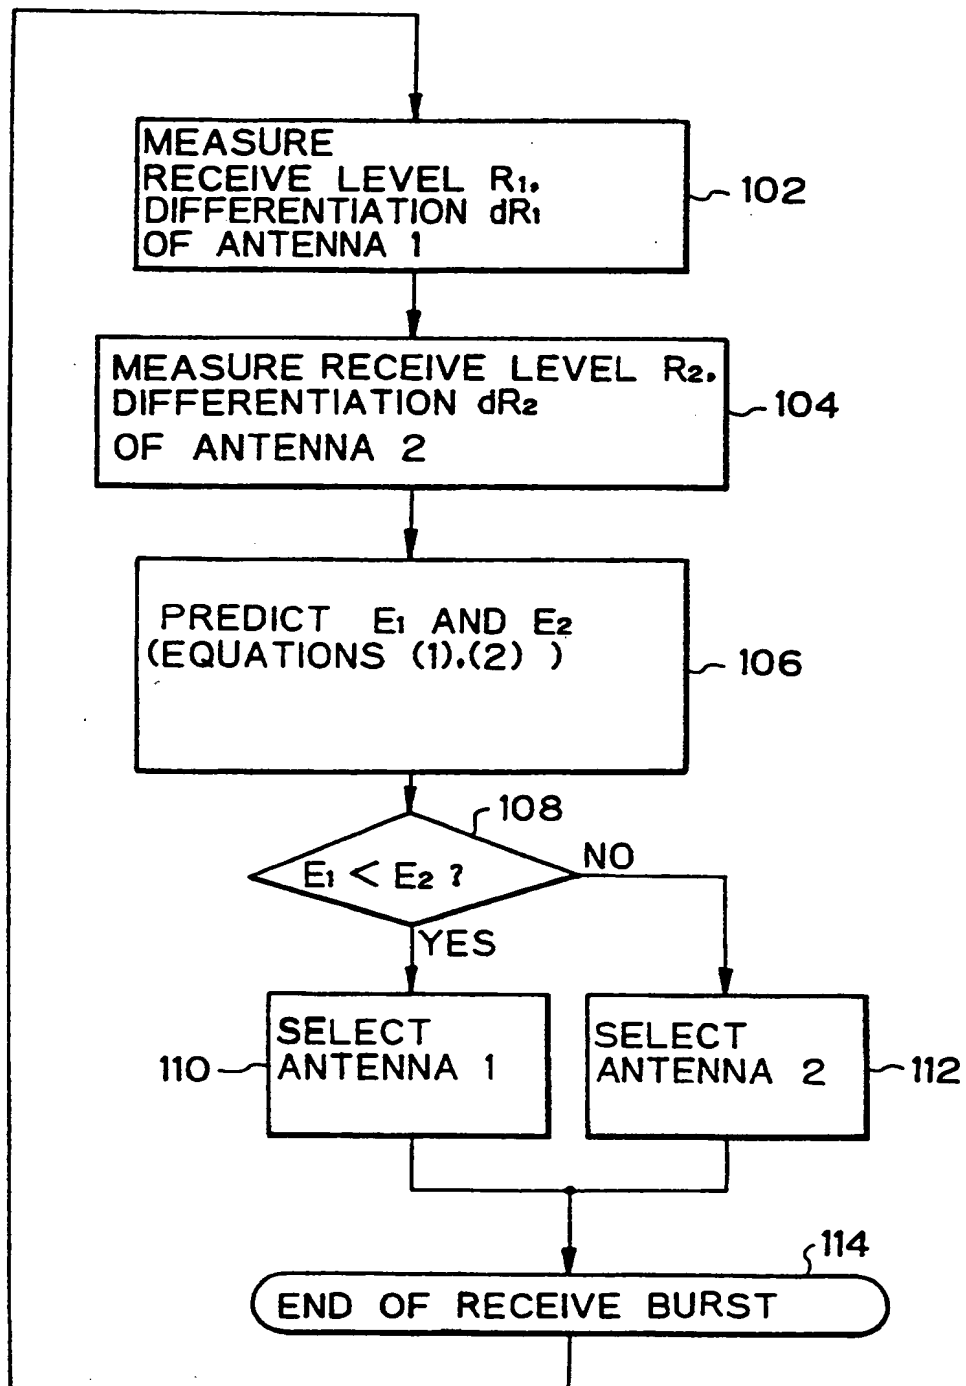 MEASURE
RECEIVE LEVEL R1,
DIFFERENTIATION dR1
OF ANTENNA 1
102
MEASURE RECEIVE LEVEL R2,
DIFFERENTIATION dR2
OF ANTENNA 2
104
PREDICT E1 AND E2
(EQUATIONS (1),(2) )
106
108
E1 < E2 ?
NO
YES
SELECT
ANTENNA 1
110
SELECT
ANTENNA 2
112
114
END OF RECEIVE BURST